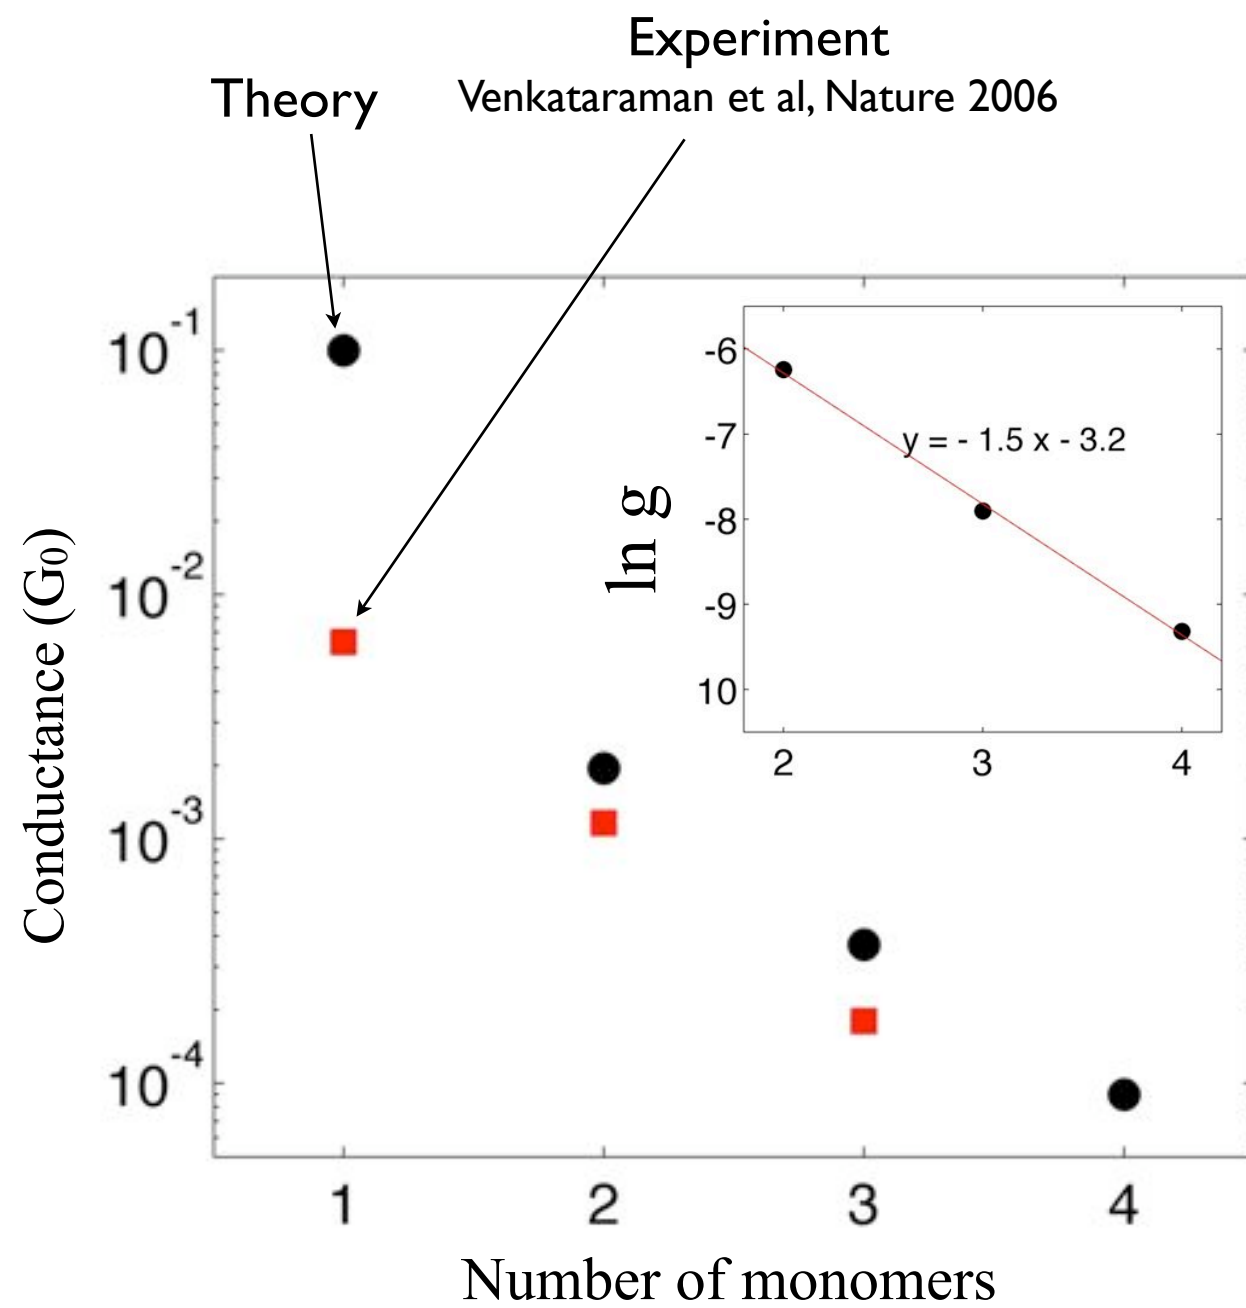 Experiment
Theory
Venkataraman et al, Nature 2006
Conductance (G₀)
10⁻¹
10⁻²
10⁻³
10⁻⁴
1
2
3
4
Number of monomers
ln g
-6
-7
-8
-9
10
y = - 1.5 x - 3.2
2
3
4